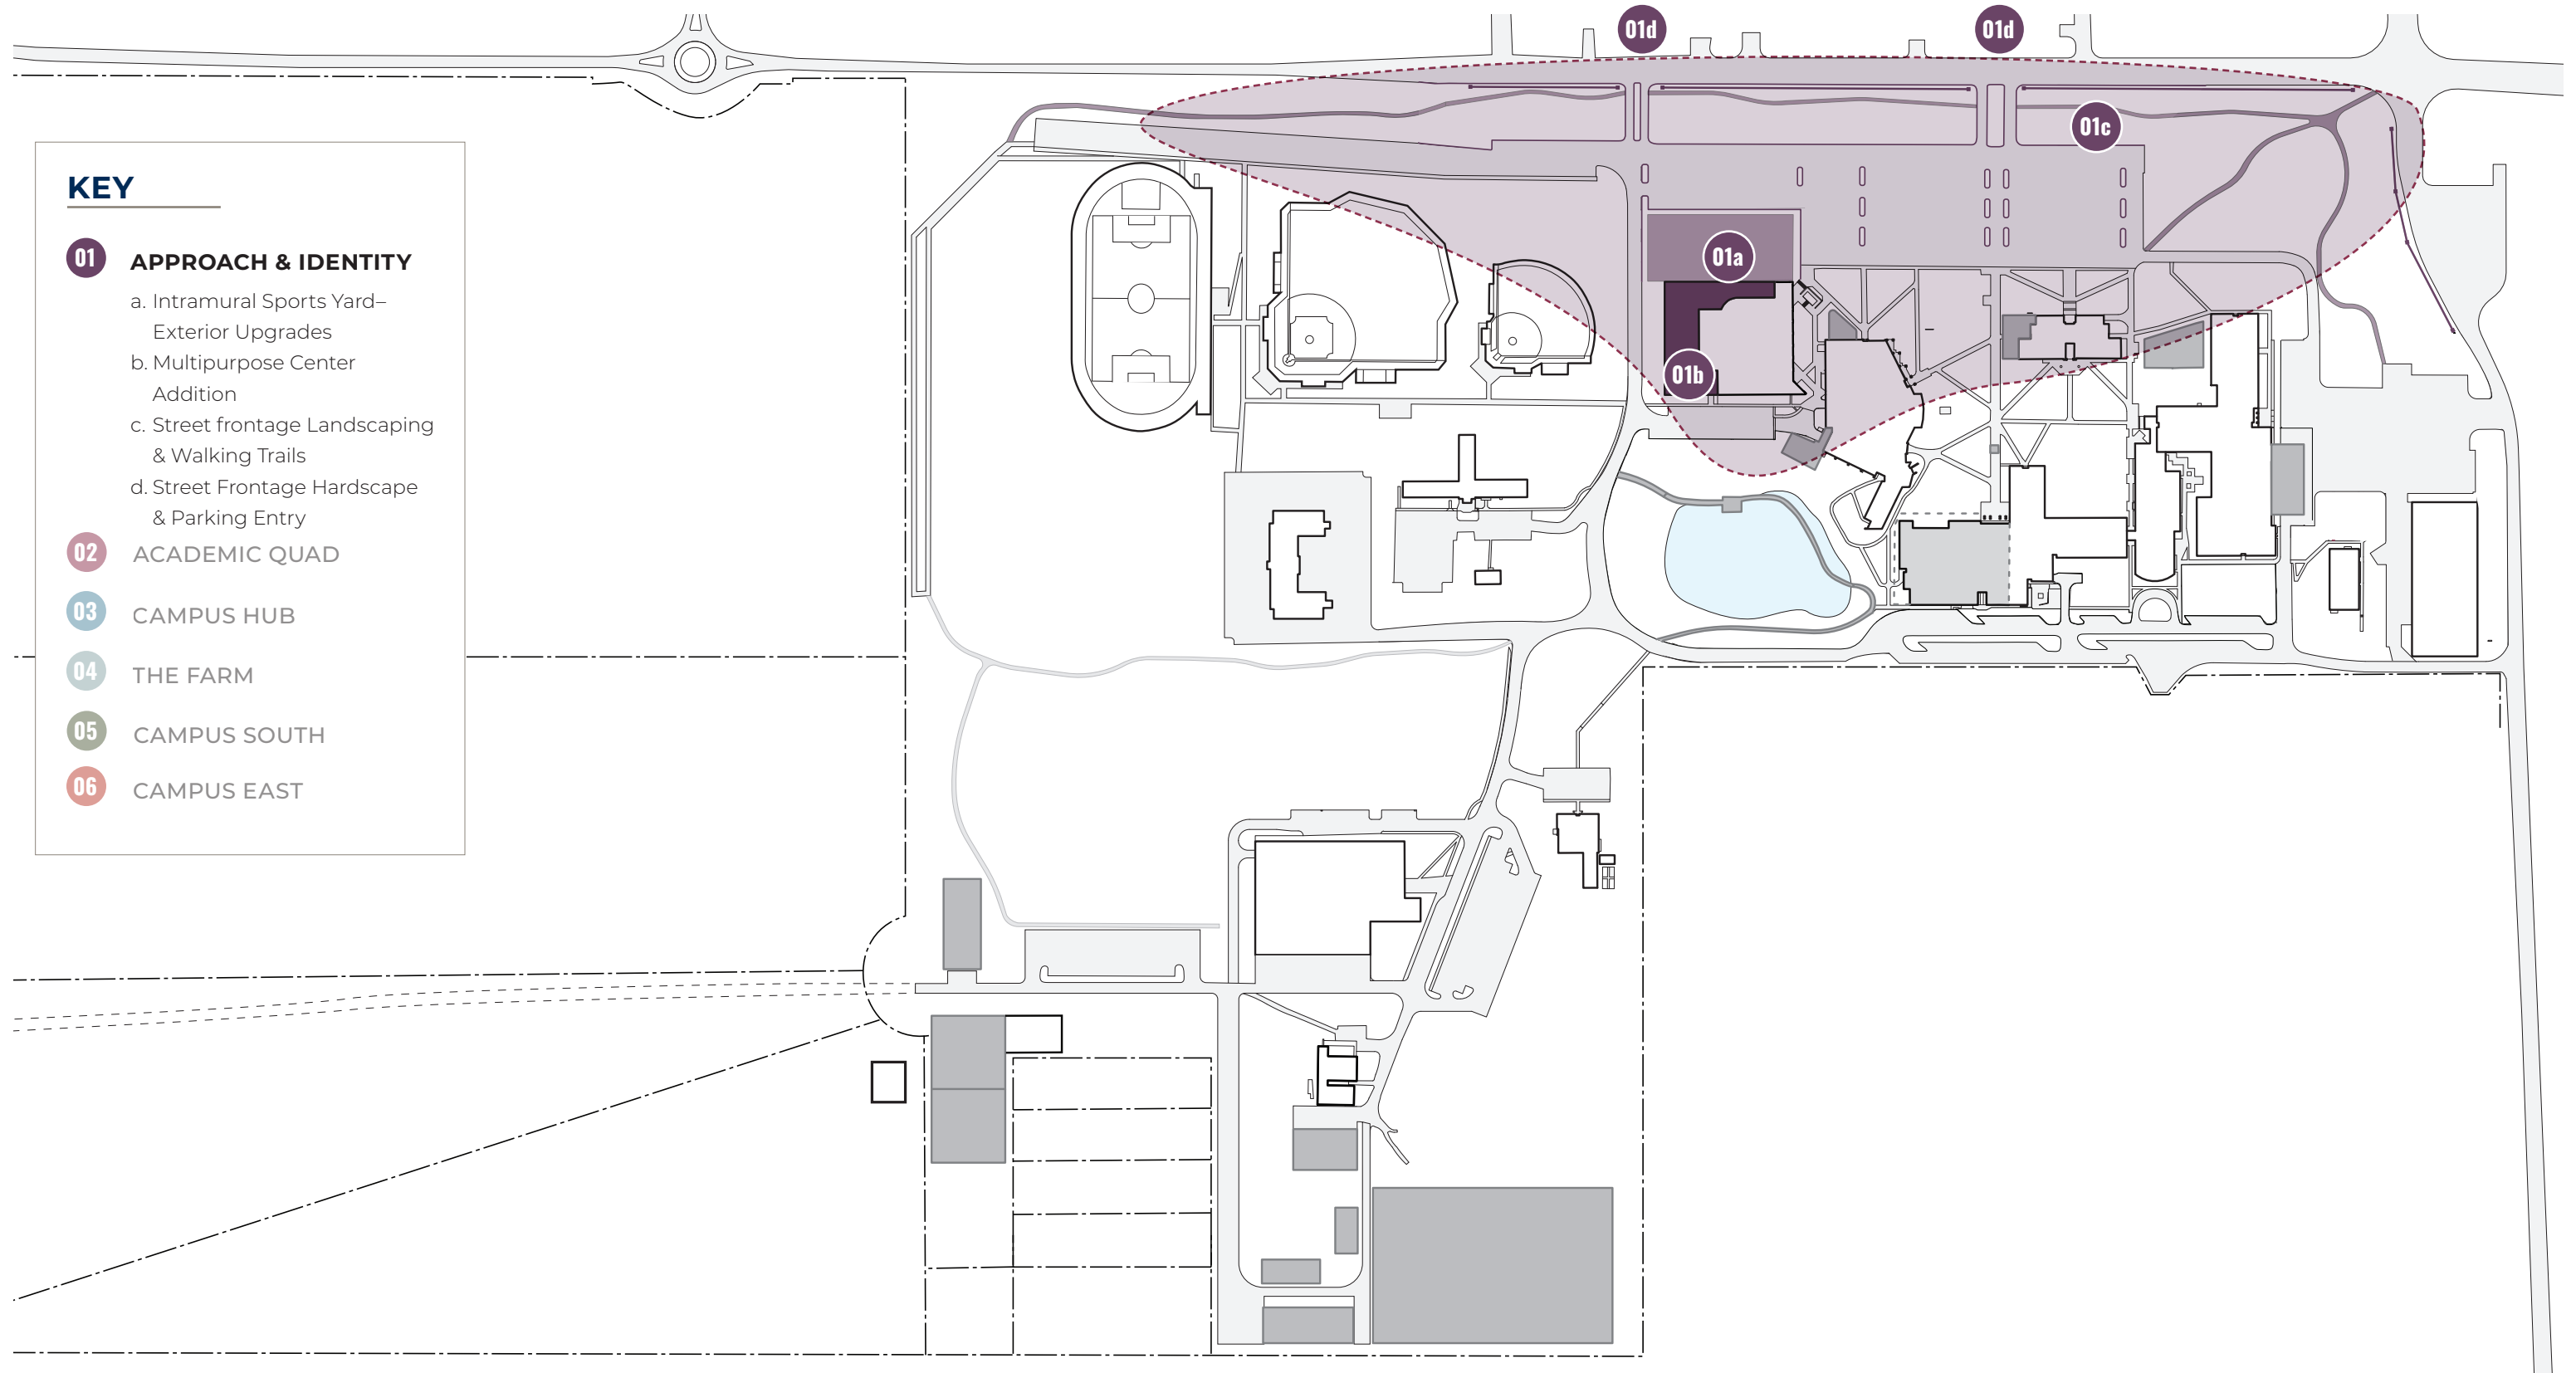 01d
01d
01c
01a
01b
KEY
01 APPROACH & IDENTITY
a. Intramural Sports Yard–
Exterior Upgrades
b. Multipurpose Center
Addition
c. Street frontage Landscaping
& Walking Trails
d. Street Frontage Hardscape
& Parking Entry
02 ACADEMIC QUAD
03 CAMPUS HUB
04 THE FARM
05 CAMPUS SOUTH
06 CAMPUS EAST